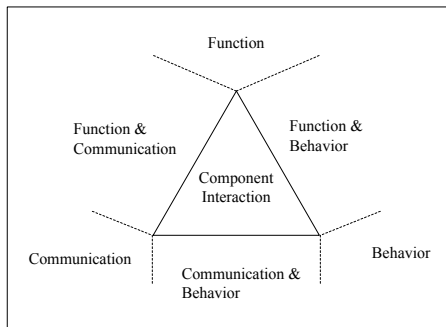 Function
Function &
Communication
Function &
Behavior
Component
Interaction
Communication
Communication &
Behavior
Behavior